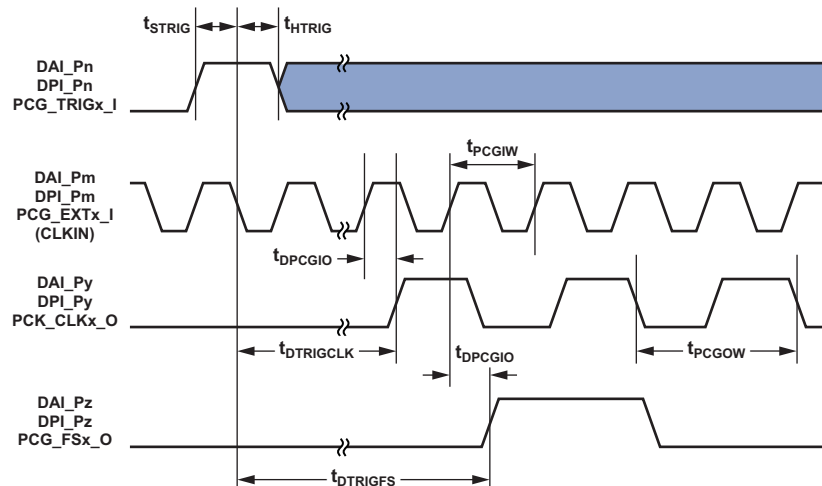 tSTRIG
tHTRIG
DAI_Pn
DPI_Pn
PCG_TRIGx_I
tPCGIW
DAI_Pm
DPI_Pm
PCG_EXTx_I
(CLKIN)
tDPCGIO
DAI_Py
DPI_Py
PCK_CLKx_O
tDTRIGCLK
tDPCGIO
tPCGOW
DAI_Pz
DPI_Pz
PCG_FSx_O
tDTRIGFS